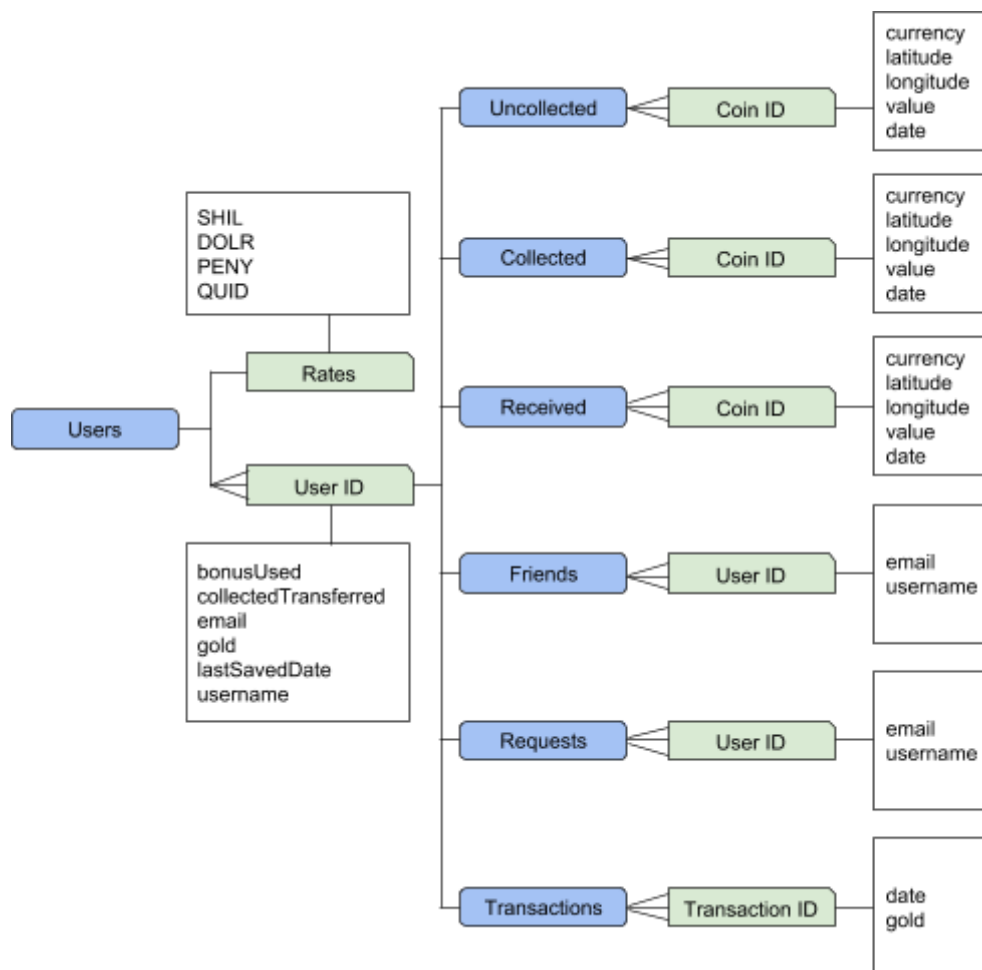 Users
SHIL
DOLR
PENY
QUID
Rates
User ID
bonusUsed
collectedTransferred
email
gold
lastSavedDate
username
Uncollected
Coin ID
currency
latitude
longitude
value
date
Collected
Coin ID
currency
latitude
longitude
value
date
Received
Coin ID
currency
latitude
longitude
value
date
Friends
User ID
email
username
Requests
User ID
email
username
Transactions
Transaction ID
date
gold